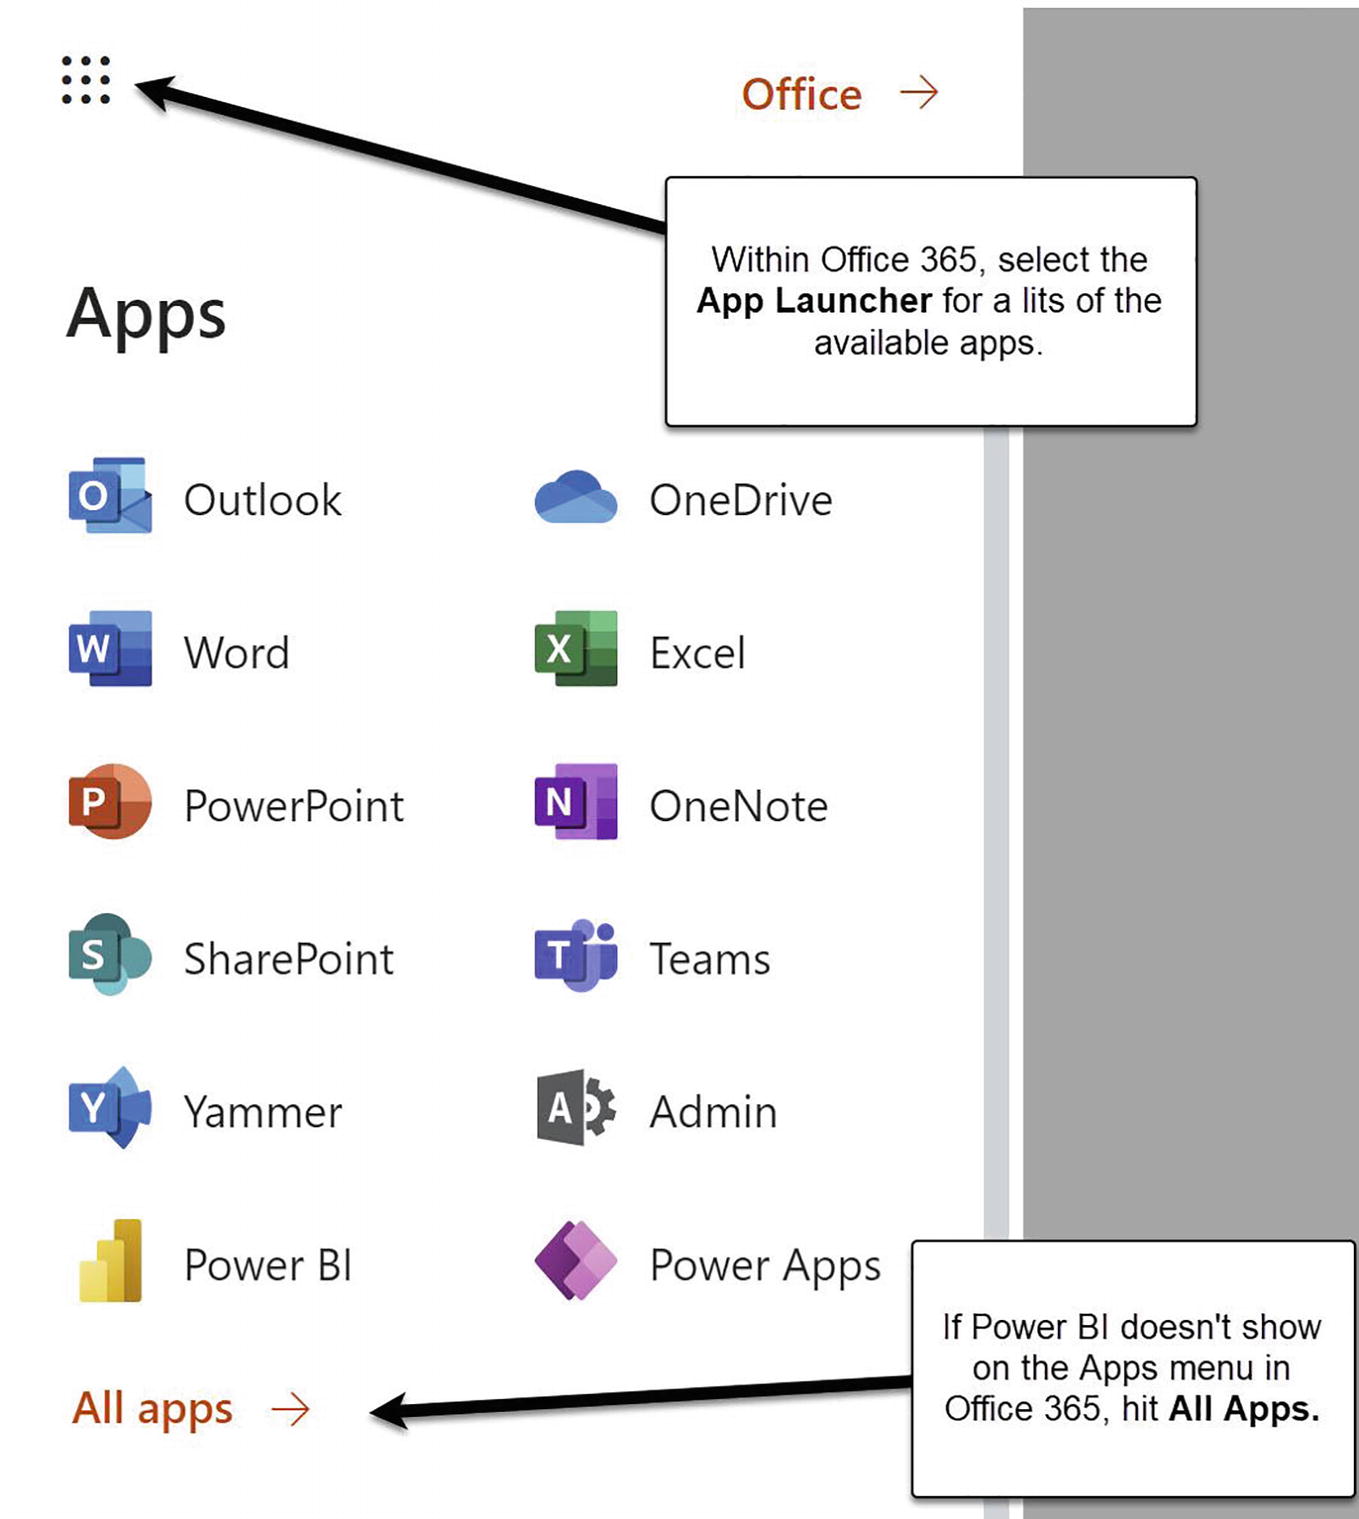 Office →
Within Office 365, select the
App Launcher for a lits of the
available apps.
Apps
O Outlook
OneDrive
W Word
X Excel
P PowerPoint
N OneNote
S SharePoint
T Teams
Y Yammer
A Admin
Power BI
Power Apps
If Power BI doesn't show
on the Apps menu in
Office 365, hit All Apps.
All apps →